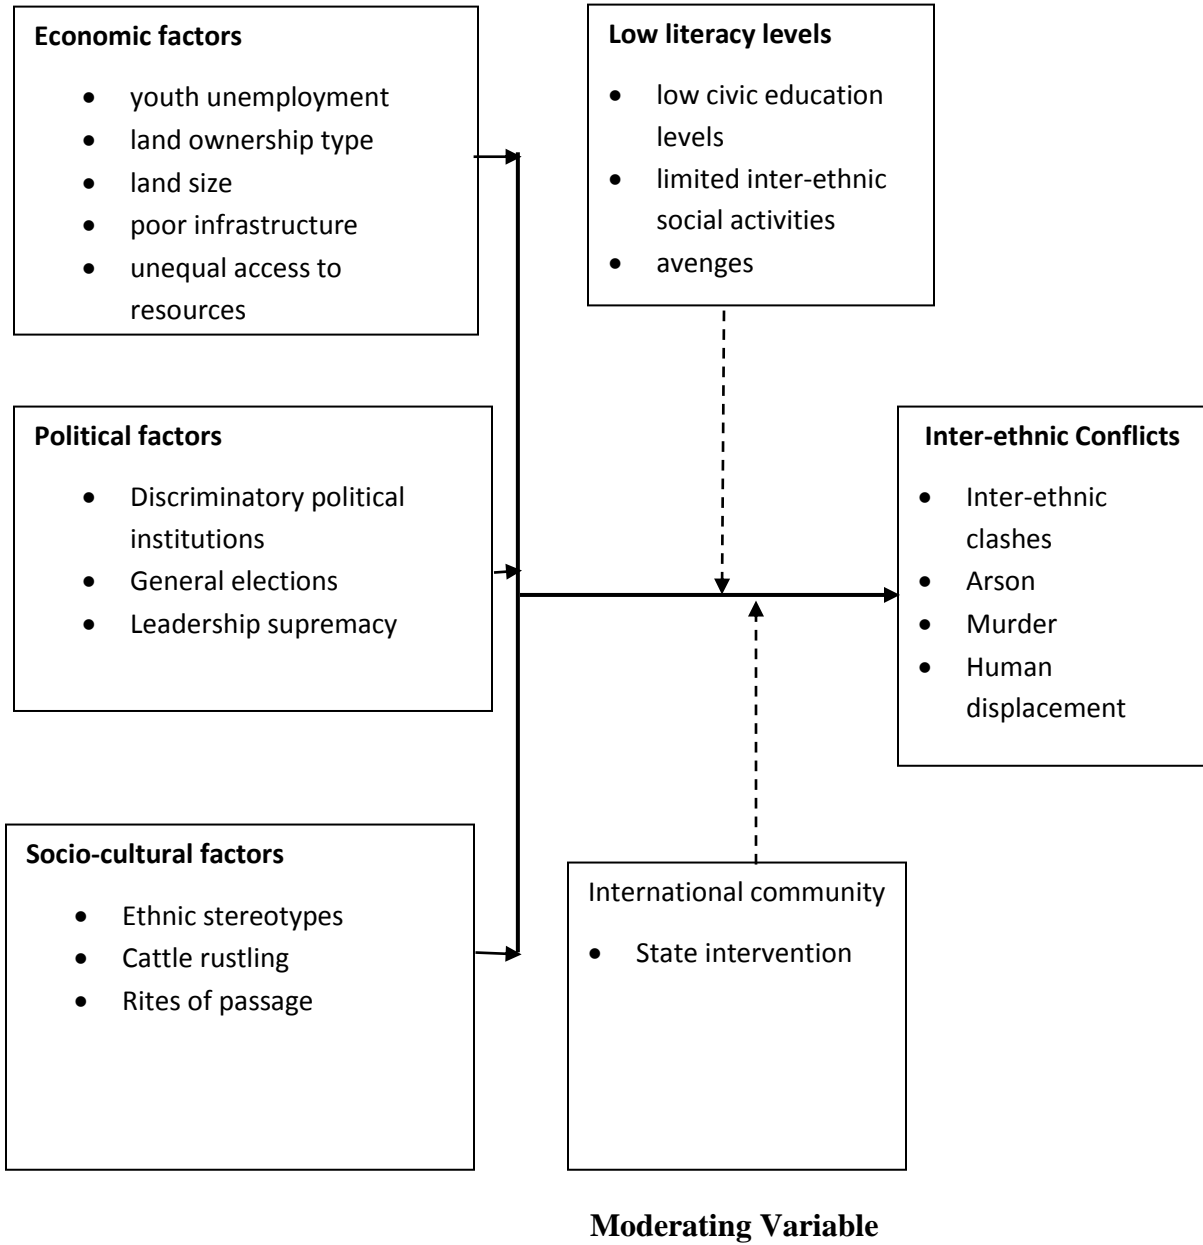 Economic factors
• youth unemployment
• land ownership type
• land size
• poor infrastructure
• unequal access to
resources
Low literacy levels
• low civic education
levels
• limited inter-ethnic
social activities
• avenges
Political factors
• Discriminatory political
institutions
• General elections
• Leadership supremacy
Inter-ethnic Conflicts
• Inter-ethnic
clashes
• Arson
• Murder
• Human
displacement
Socio-cultural factors
• Ethnic stereotypes
• Cattle rustling
• Rites of passage
International community
• State intervention
Moderating Variable